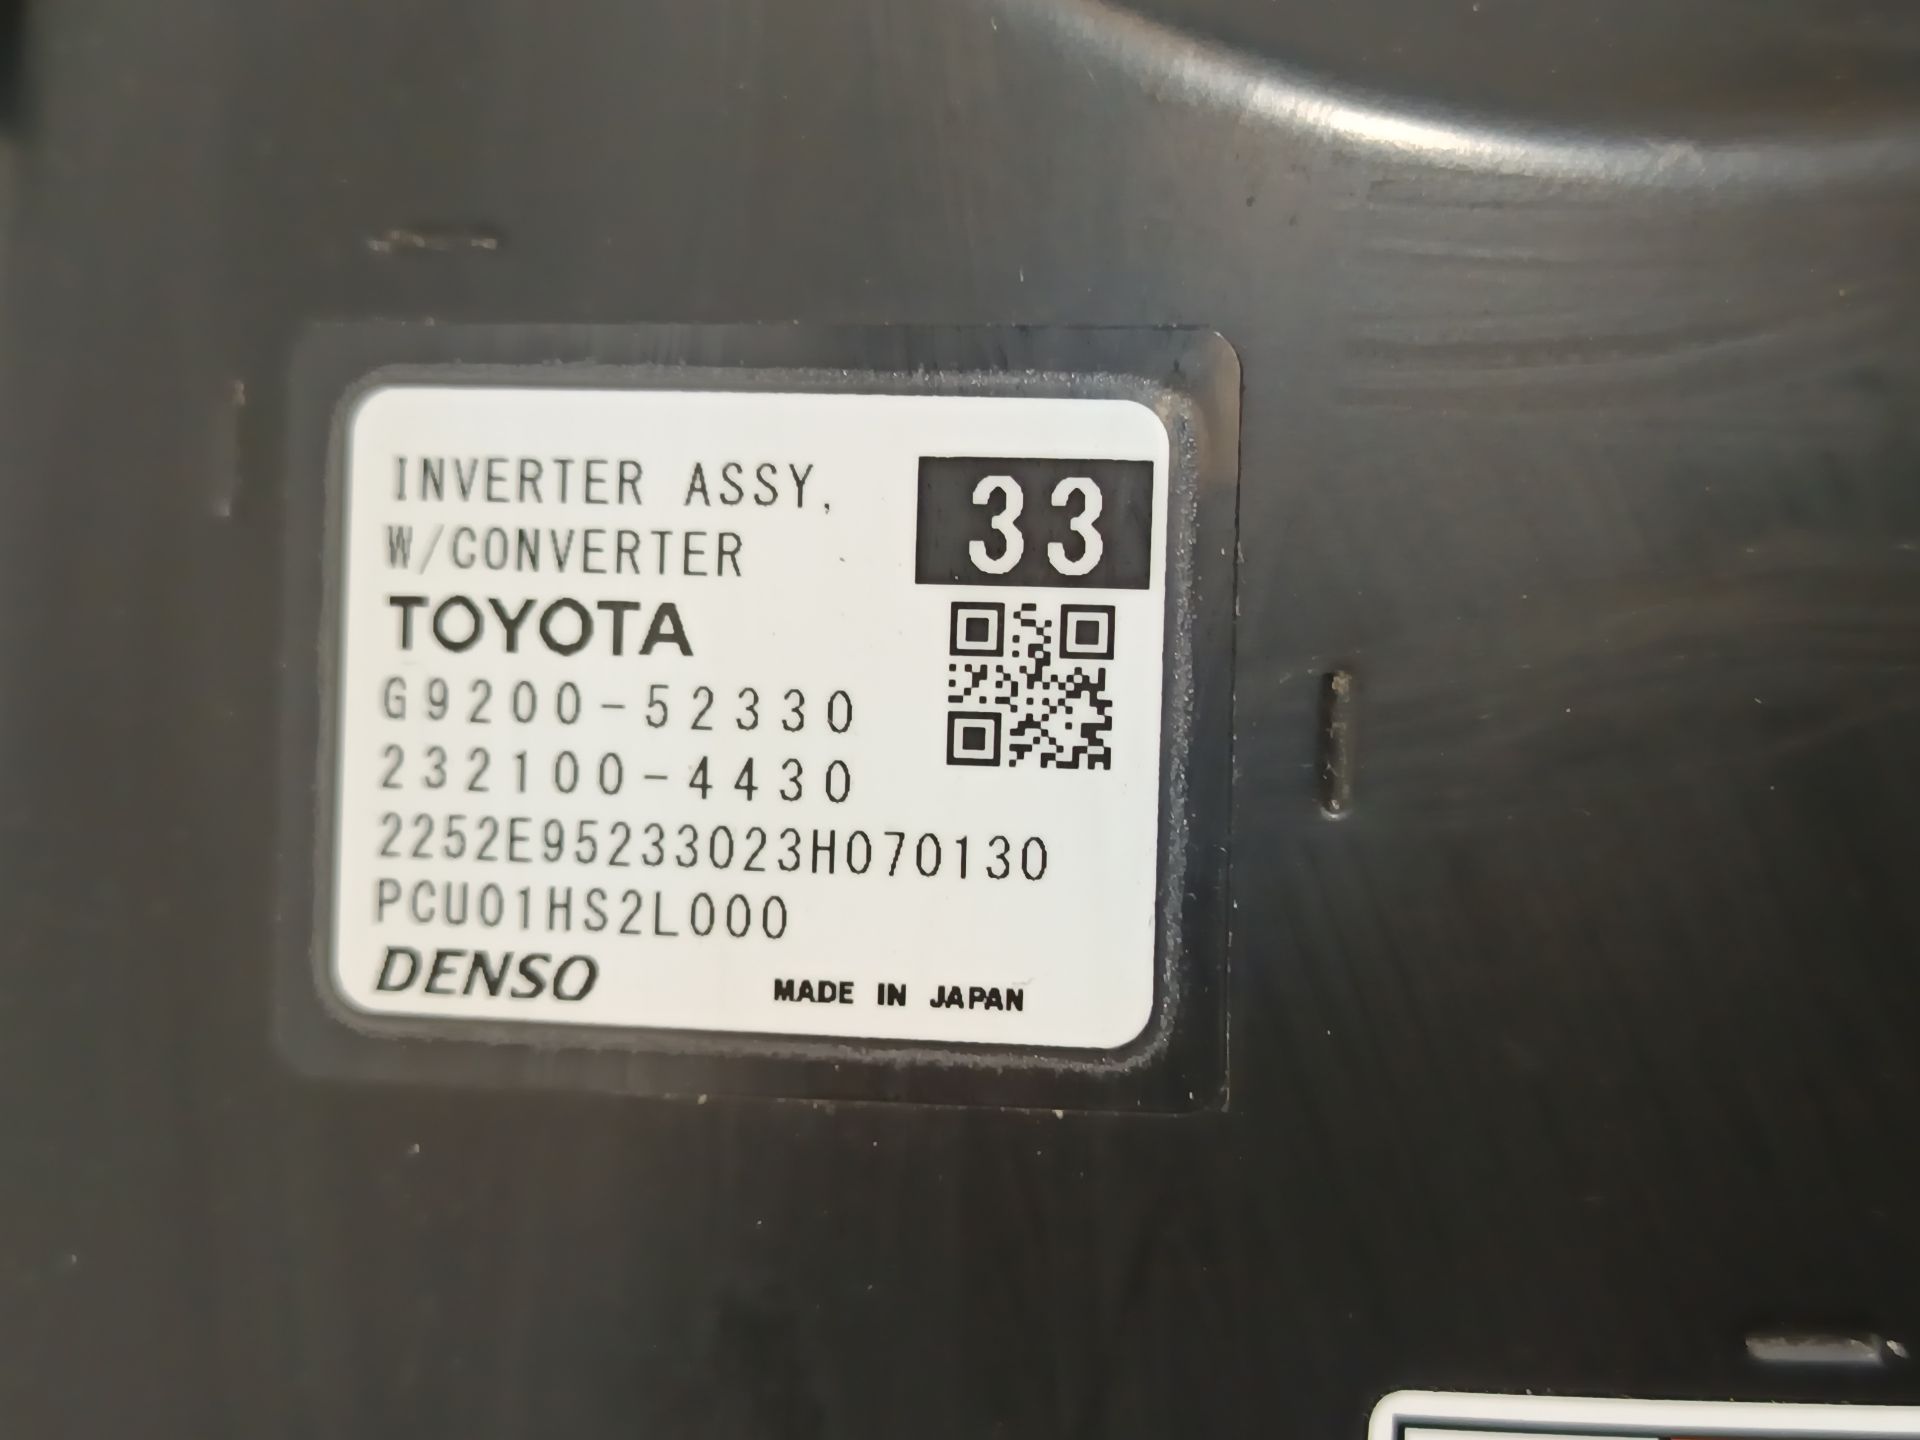 INVERTER ASSY,
W/CONVERTER
33
TOYOTA
G9200-52330
232100-4430
2252E95233023H070130
PCU01HS2L000
DENSO
MADE IN JAPAN